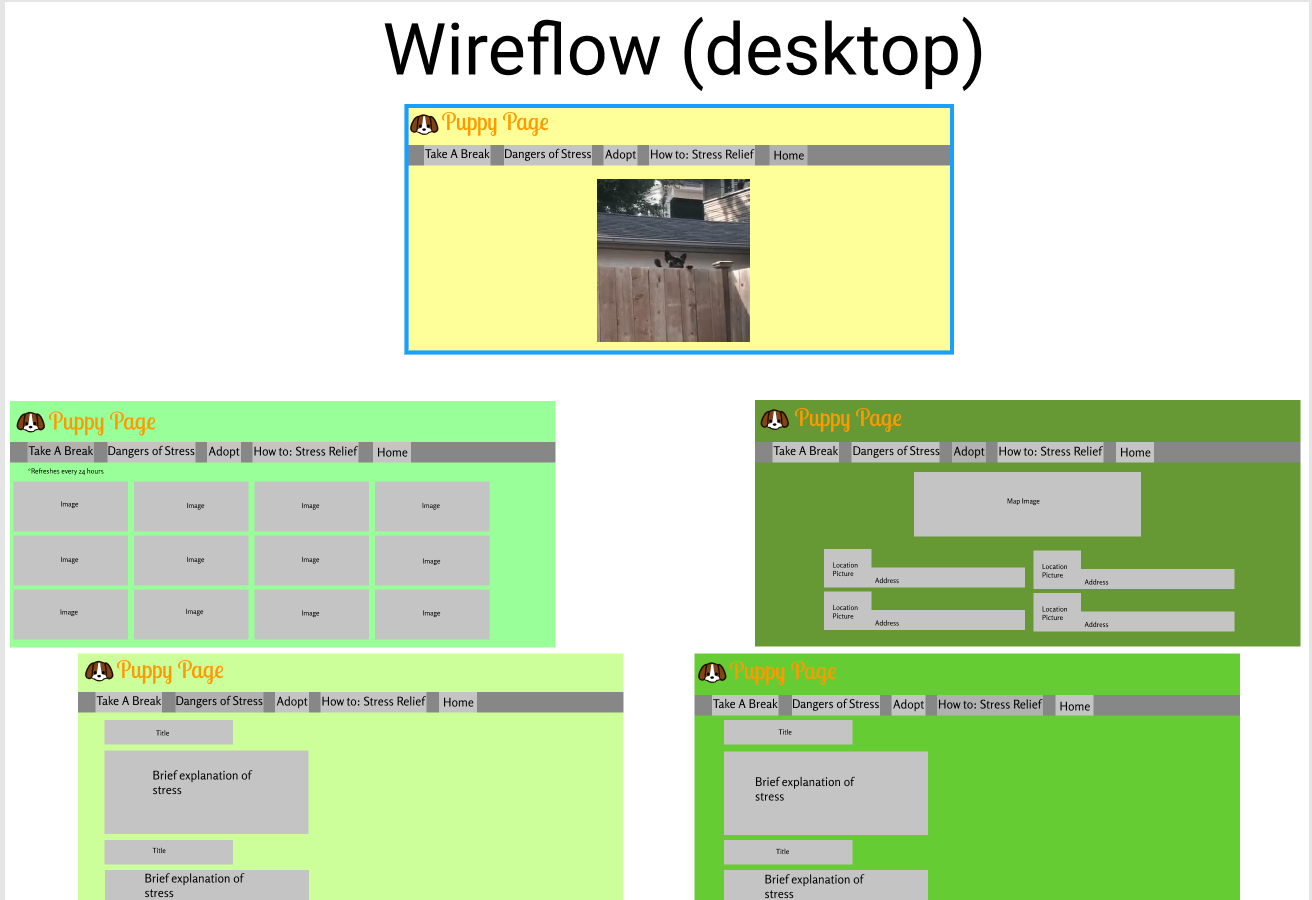 Wireflow (desktop)
Puppy Page
Take A Break Dangers of Stress Adopt How to: Stress Relief Home
Puppy Page
Take A Break Dangers of Stress Adopt How to: Stress Relief Home
*Refreshes every 24 hours
Image Image Image Image
Image Image Image Image
Image Image Image Image
Puppy Page
Take A Break Dangers of Stress Adopt How to: Stress Relief Home
Map Image
Location
Picture
Address
Location
Picture
Address
Location
Picture
Address
Location
Picture
Address
Puppy Page
Take A Break Dangers of Stress Adopt How to: Stress Relief Home
Title
Brief explanation of
stress
Title
Brief explanation of
stress
Puppy Page
Take A Break Dangers of Stress Adopt How to: Stress Relief Home
Title
Brief explanation of
stress
Title
Brief explanation of
stress